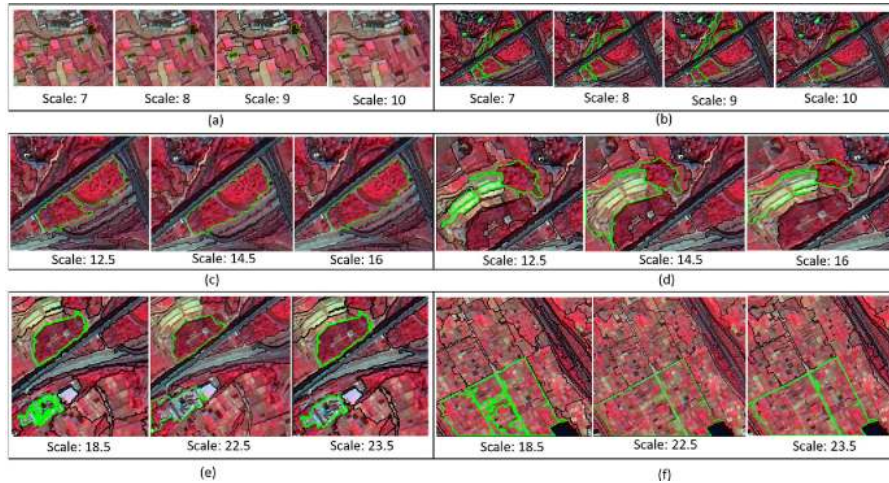 Scale: 7 Scale: 8 Scale: 9 Scale: 10
(a)
Scale: 7 Scale: 8 Scale: 9 Scale: 10
(b)
Scale: 12.5 Scale: 14.5 Scale: 16
(c)
Scale: 12.5 Scale: 14.5 Scale: 16
(d)
Scale: 18.5 Scale: 22.5 Scale: 23.5
(e)
Scale: 18.5 Scale: 22.5 Scale: 23.5
(f)